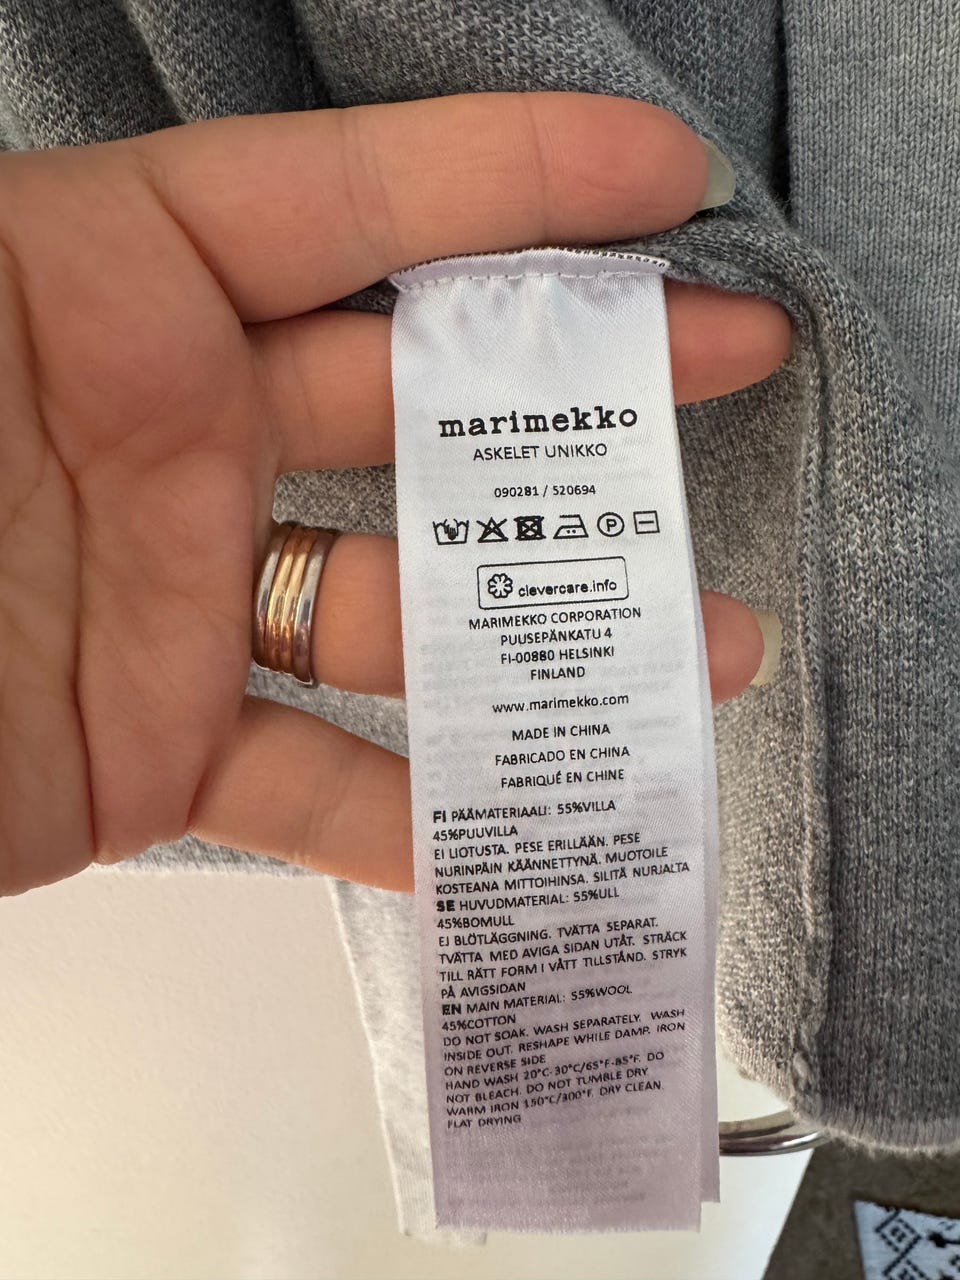 marimekko
ASKELET UNIKKO
090281 / 520694
P
clevercare.info
MARIMEKKO CORPORATION
PUUSEPÄNKATU 4
FI-00880 HELSINKI
FINLAND
www.marimekko.com
MADE IN CHINA
FABRICADO EN CHINA
FABRIQUÉ EN CHINE
FI PÄÄMATERIAALI: 55%VILLA
45%PUUVILLA
EI LIOTUSTA. PESE ERILLÄÄN. PESE
NURINPÄIN KÄÄNNETTYNÄ. MUOTOILE
KOSTEANA MITTOIHINSA. SILITÄ NURJALTA
SE HUVUDMATERIAL: 55%ULL
45%BOMULL
EJ BLÖTLÄGGNING. TVÄTTA SEPARAT.
TVÄTTA MED AVIGA SIDAN UTÅT. STRÄCK
TILL RÄTT FORM I VÅTT TILLSTÅND. STRYK
PÅ AVIGSIDAN
EN MAIN MATERIAL: 55%WOOL
45%COTTON
DO NOT SOAK. WASH SEPARATELY. WASH
INSIDE OUT. RESHAPE WHILE DAMP. IRON
ON REVERSE SIDE
HAND WASH 20°C-30°C/65°F-85°F. DO
NOT BLEACH. DO NOT TUMBLE DRY
WARM IRON 150°C/300°F. DRY CLEAN.
FLAT DRYING